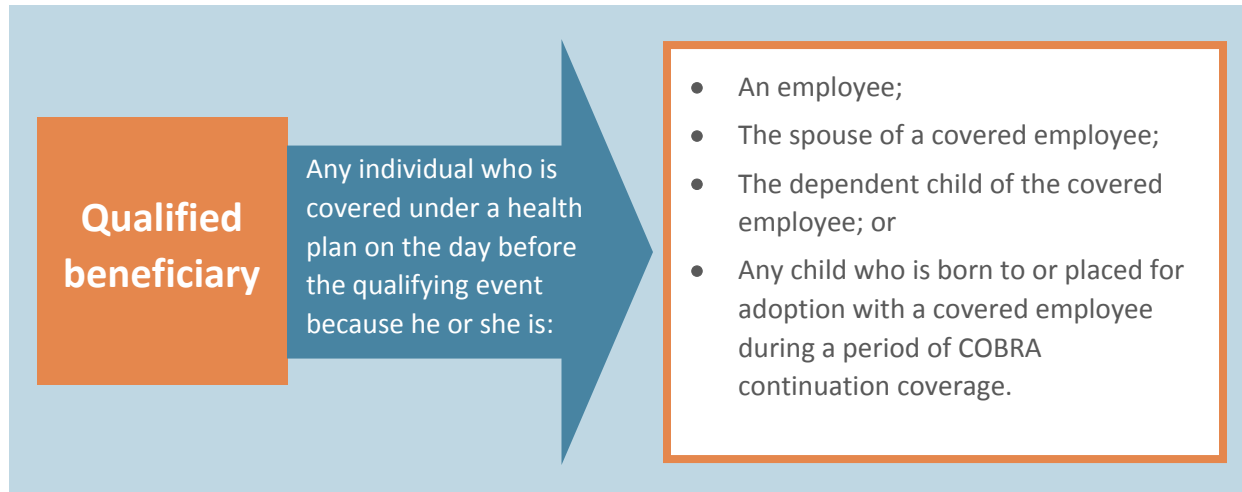 Qualified
beneficiary
Any individual who is
covered under a health
plan on the day before
the qualifying event
because he or she is:
● An employee;
● The spouse of a covered employee;
● The dependent child of the covered
employee; or
● Any child who is born to or placed for
adoption with a covered employee
during a period of COBRA
continuation coverage.